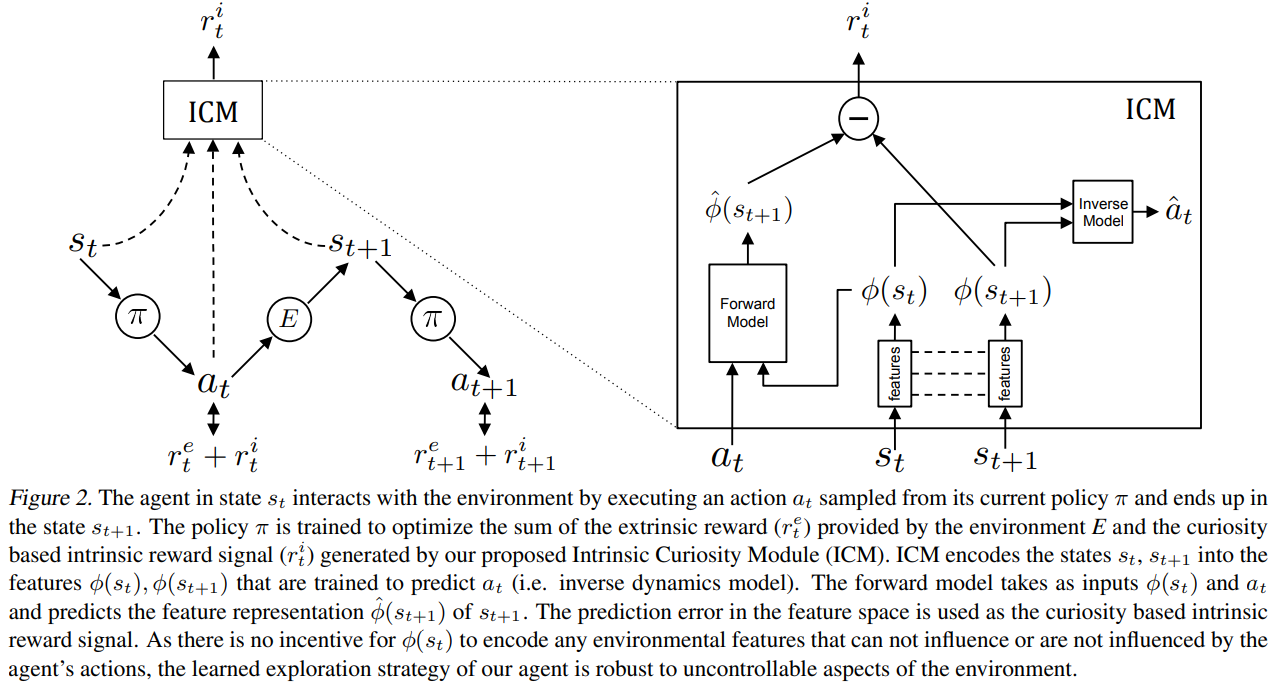 r_t^i
r_t^i
ICM
ICM
−
\hat{ϕ}(s_{t+1})
Inverse
Model
\hat{a}_t
s_t
s_{t+1}
Forward
Model
ϕ(s_t)
ϕ(s_{t+1})
π
E
π
features
features
a_t
a_{t+1}
r_t^e + r_t^i
r_{t+1}^e + r_{t+1}^i
a_t
s_t
s_{t+1}
Figure 2. The agent in state s_t interacts with the environment by executing an action a_t sampled from its current policy π and ends up in
the state s_{t+1}. The policy π is trained to optimize the sum of the extrinsic reward (r_t^e) provided by the environment E and the curiosity
based intrinsic reward signal (r_t^i) generated by our proposed Intrinsic Curiosity Module (ICM). ICM encodes the states s_t, s_{t+1} into the
features ϕ(s_t), ϕ(s_{t+1}) that are trained to predict a_t (i.e. inverse dynamics model). The forward model takes as inputs ϕ(s_t) and a_t
and predicts the feature representation \hat{ϕ}(s_{t+1}) of s_{t+1}. The prediction error in the feature space is used as the curiosity based intrinsic
reward signal. As there is no incentive for ϕ(s_t) to encode any environmental features that can not influence or are not influenced by the
agent's actions, the learned exploration strategy of our agent is robust to uncontrollable aspects of the environment.